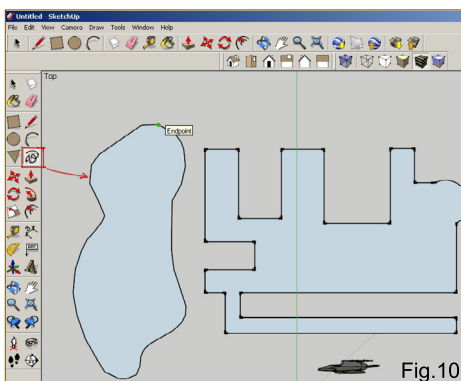 Untitled - SketchUp
File Edit View Camera Draw Tools Window Help
Top
Endpoint
Fig.10